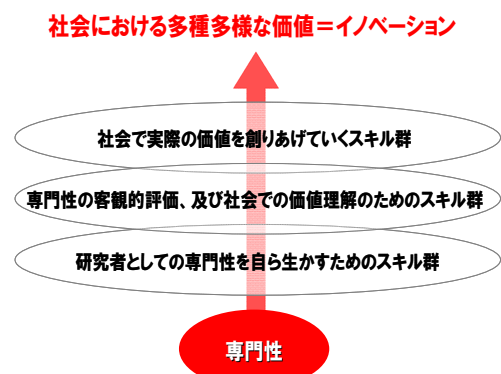 社会における多種多様な価値＝イノベーション
社会で実際の価値を創りあげていくスキル群
専門性の客観的評価、及び社会での価値理解のためのスキル群
研究者としての専門性を自ら生かすためのスキル群
専門性